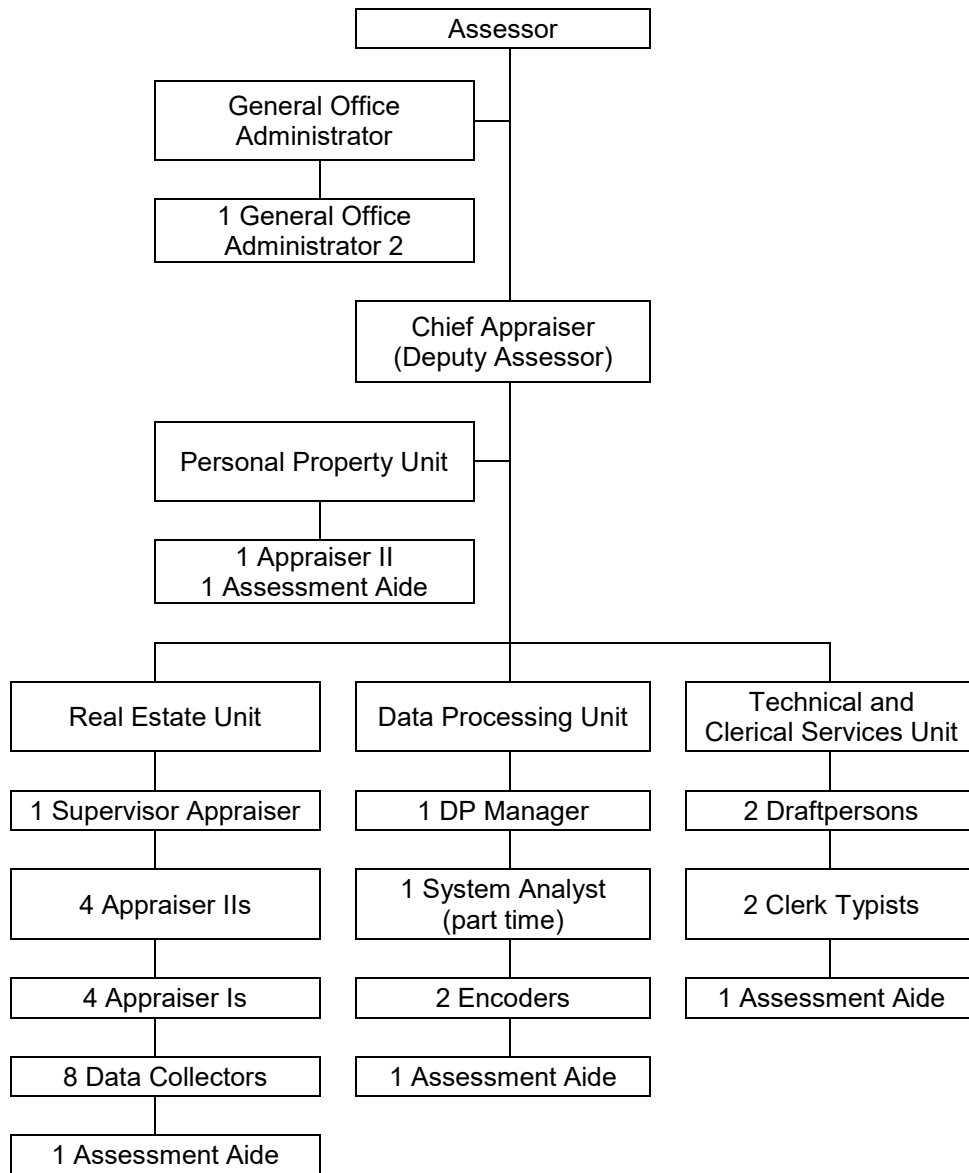 Assessor
General Office
Administrator
1 General Office
Administrator 2
Chief Appraiser
(Deputy Assessor)
Personal Property Unit
1 Appraiser II
1 Assessment Aide
Real Estate Unit
1 Supervisor Appraiser
4 Appraiser IIs
4 Appraiser Is
8 Data Collectors
1 Assessment Aide
Data Processing Unit
1 DP Manager
1 System Analyst
(part time)
2 Encoders
1 Assessment Aide
Technical and
Clerical Services Unit
2 Draftpersons
2 Clerk Typists
1 Assessment Aide